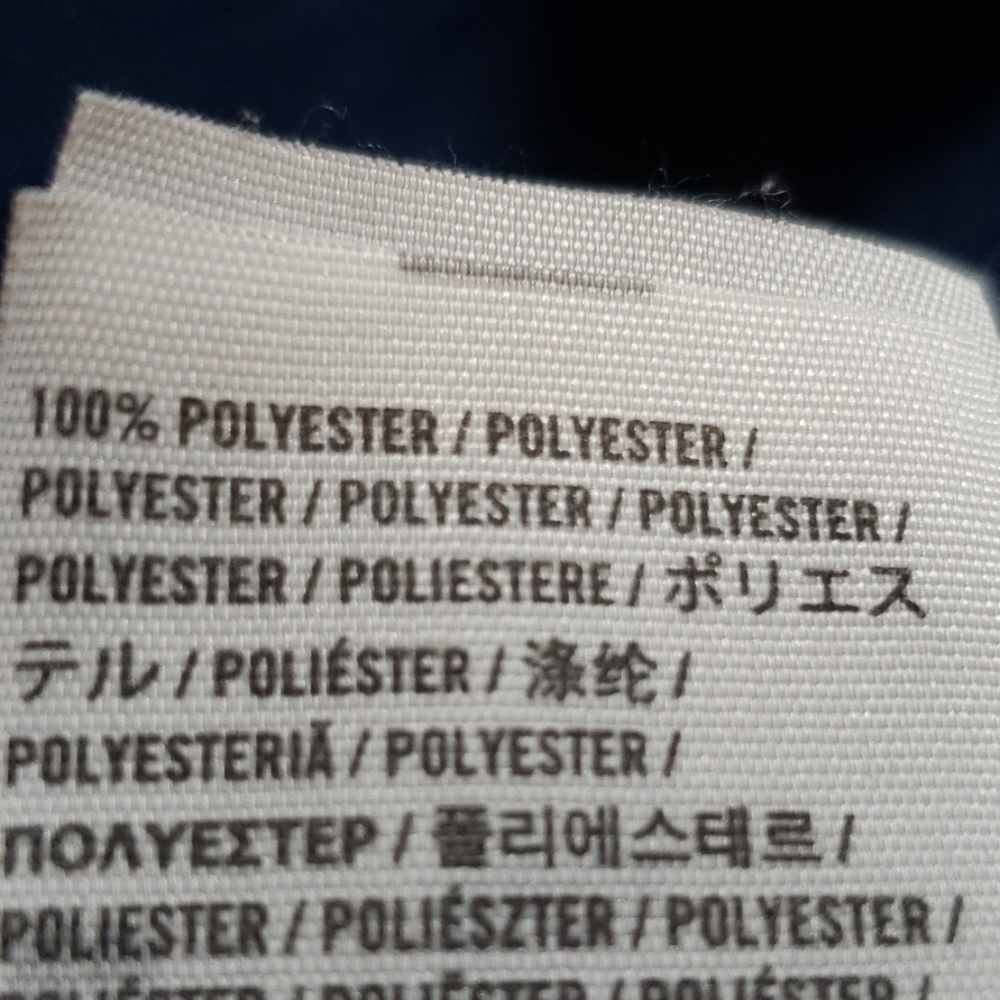 100% POLYESTER / POLYESTER /
POLYESTER / POLYESTER / POLYESTER /
POLYESTER / POLIESTERE / ポリエス
テル / POLIÉSTER / 涤纶 /
POLYESTERIÄ / POLYESTER /
ΠΟΛΥΕΣΤΕΡ / 폴리에스테르 /
POLIESTER / POLIÉSZTER / POLYESTER /